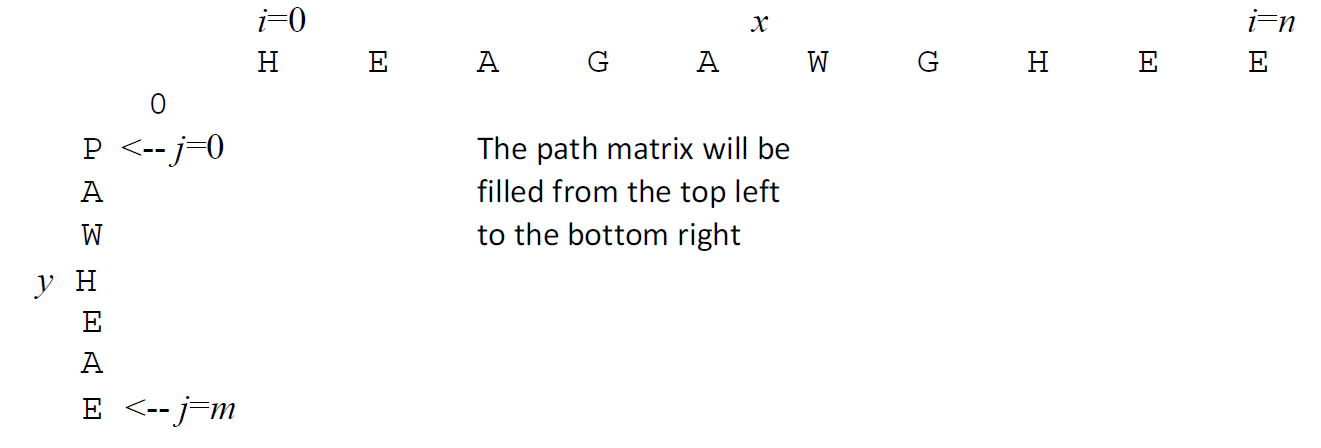 i=0 x i=n
H E A G A W G H E E
0
P <-- j=0 The path matrix will be
A filled from the top left
W to the bottom right
y H
E
A
E <-- j=m